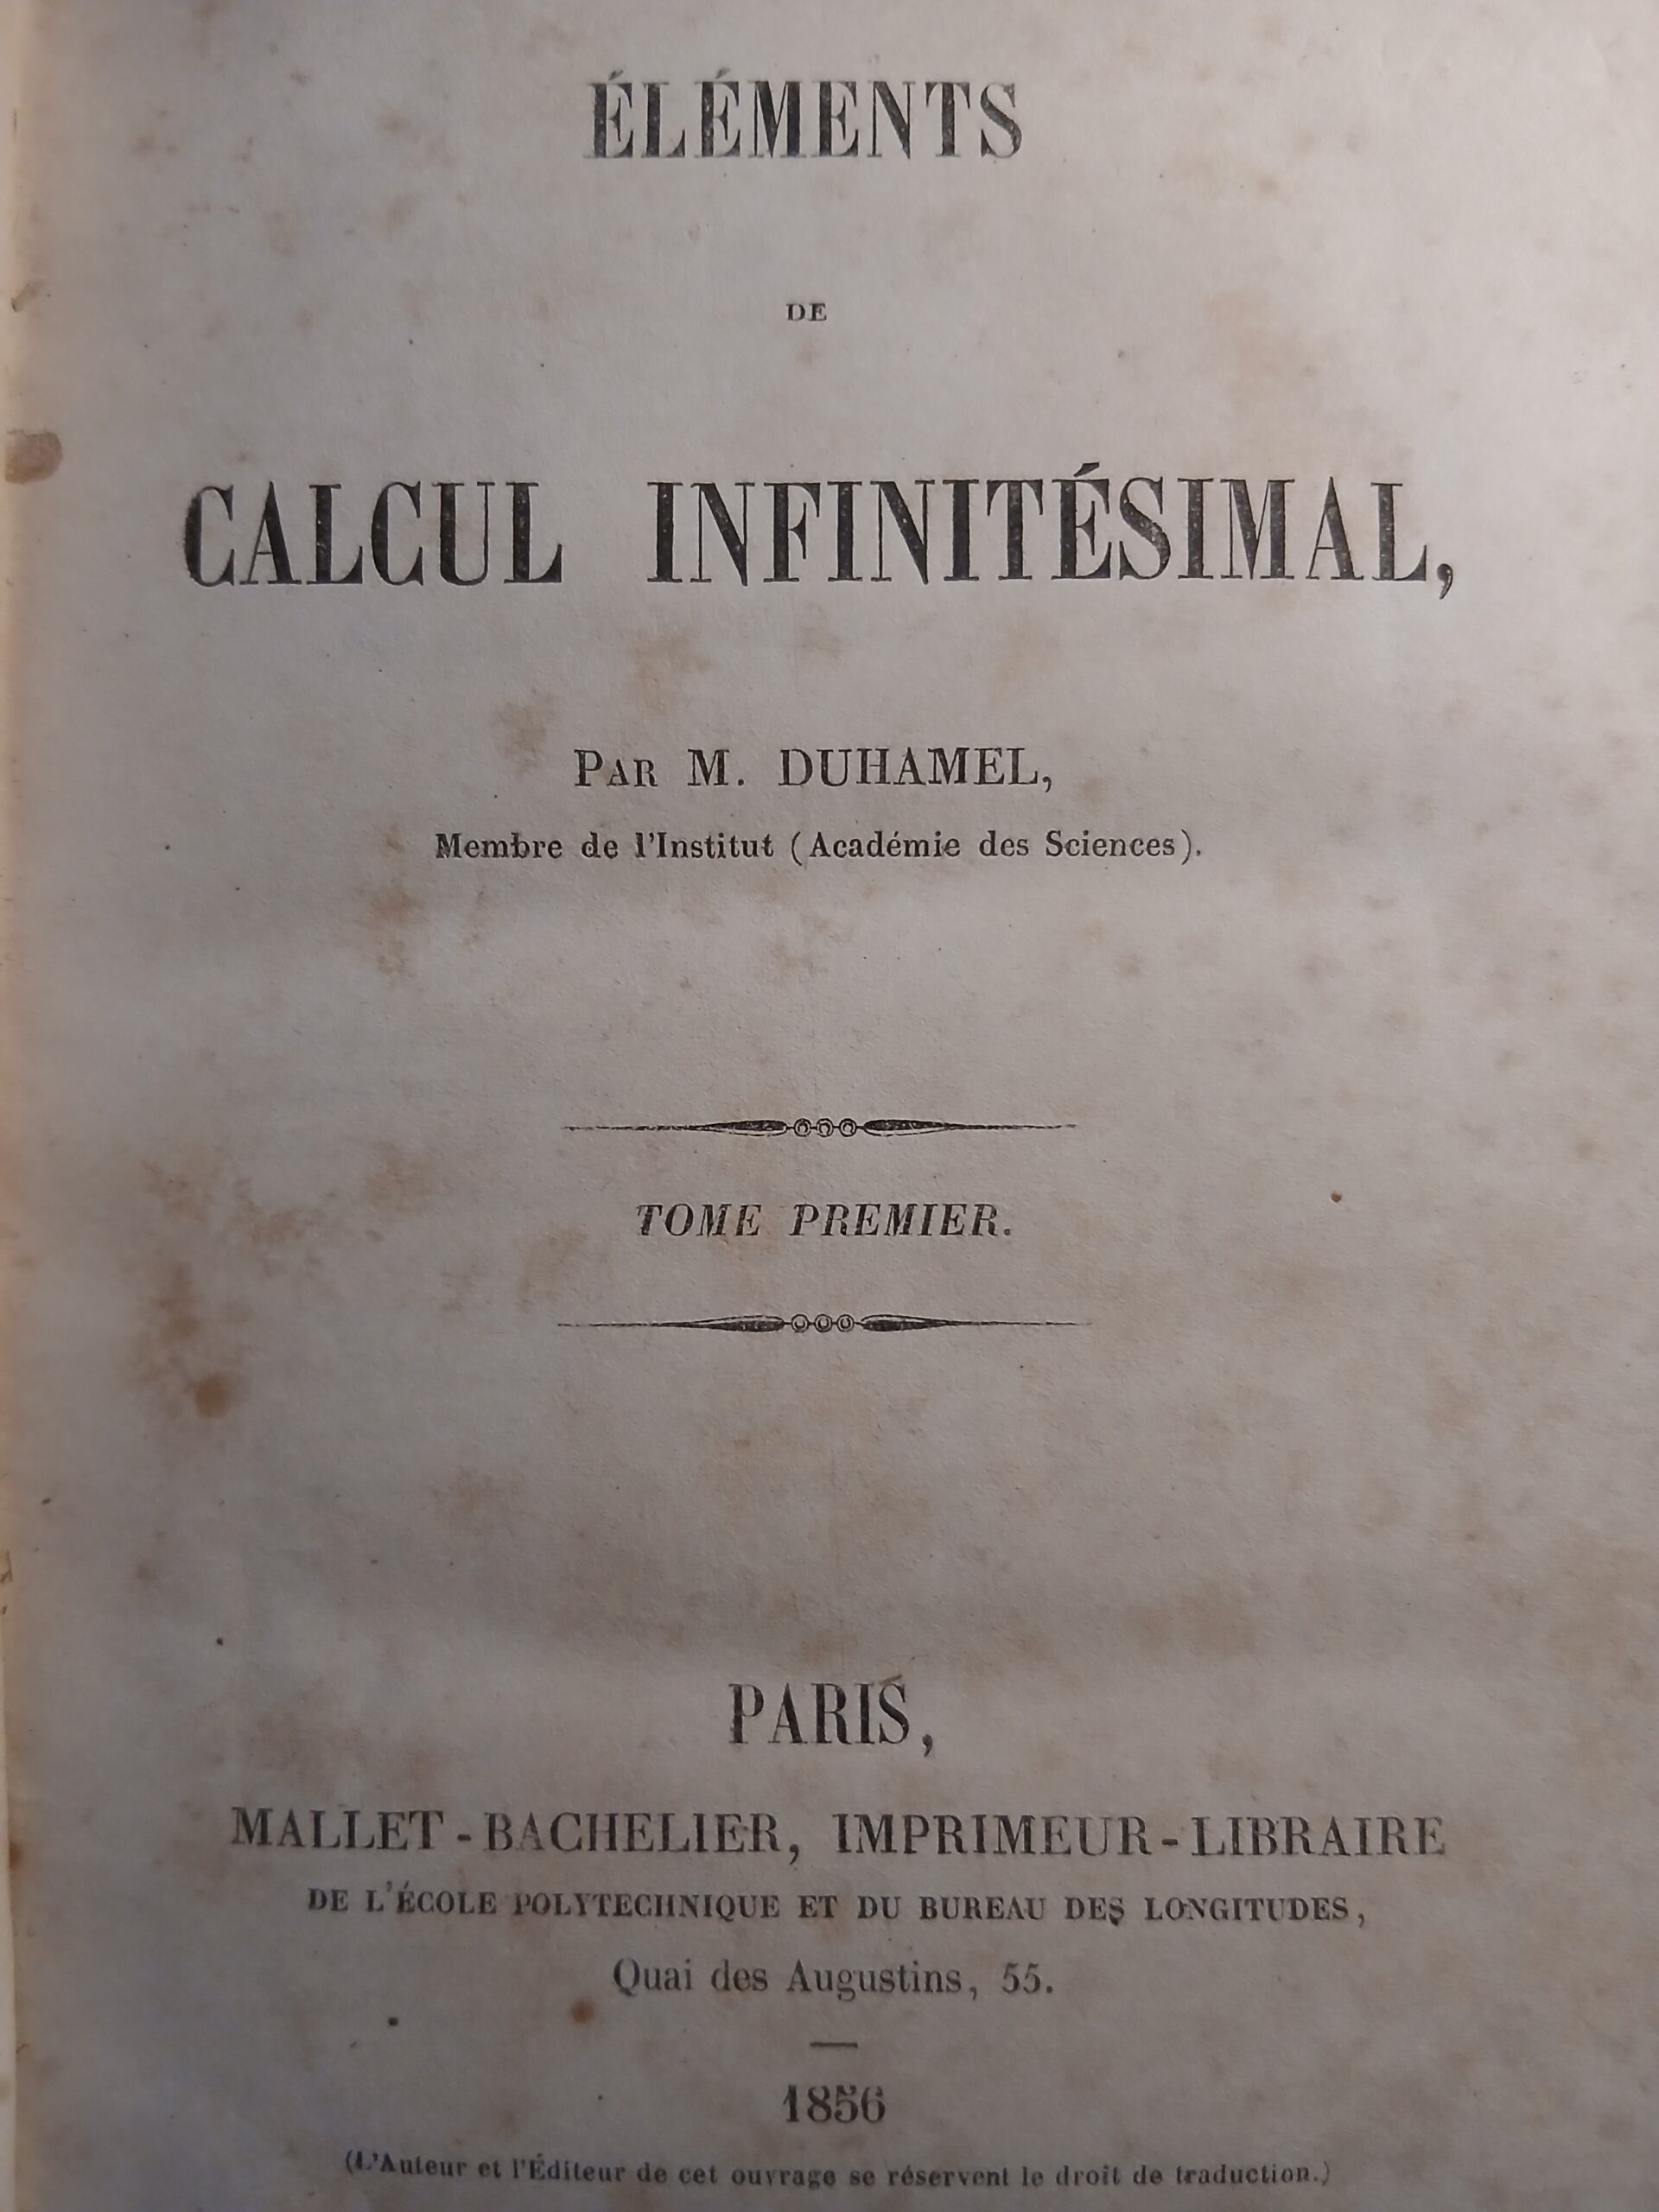 ÉLÉMENTS
DE
CALCUL INFINITÉSIMAL,
PAR M. DUHAMEL,
Membre de l'Institut (Académie des Sciences).
TOME PREMIER.
PARIS,
MALLET-BACHELIER, IMPRIMEUR-LIBRAIRE
DE L'ÉCOLE POLYTECHNIQUE ET DU BUREAU DES LONGITUDES,
Quai des Augustins, 55.
1856
(L'Auteur et l'Éditeur de cet ouvrage se réservent le droit de traduction.)